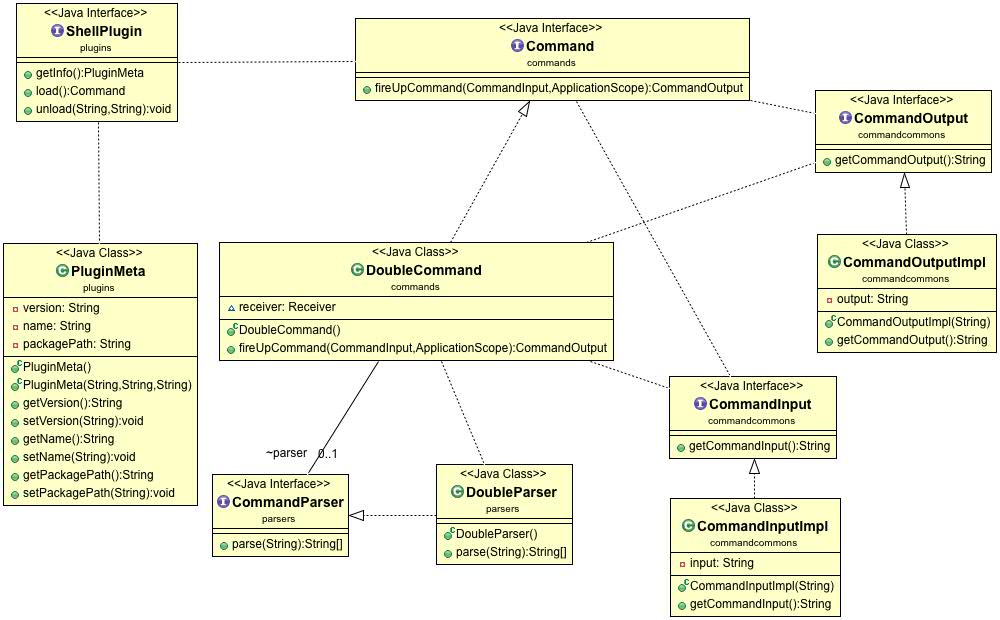 <<Java Interface>>
ShellPlugin
plugins
getInfo():PluginMeta
load():Command
unload(String,String):void
<<Java Interface>>
Command
commands
fireUpCommand(CommandInput,ApplicationScope):CommandOutput
<<Java Interface>>
CommandOutput
commandcommons
getCommandOutput():String
<<Java Class>>
PluginMeta
plugins
version: String
name: String
packagePath: String
PluginMeta()
PluginMeta(String,String,String)
getVersion():String
setVersion(String):void
getName():String
setName(String):void
getPackagePath():String
setPackagePath(String):void
<<Java Class>>
DoubleCommand
commands
receiver: Receiver
DoubleCommand()
fireUpCommand(CommandInput,ApplicationScope):CommandOutput
<<Java Class>>
CommandOutputImpl
commandcommons
output: String
CommandOutputImpl(String)
getCommandOutput():String
<<Java Interface>>
CommandInput
commandcommons
getCommandInput():String
~parser 0..1
<<Java Interface>>
CommandParser
parsers
parse(String):String[]
<<Java Class>>
DoubleParser
parsers
DoubleParser()
parse(String):String[]
<<Java Class>>
CommandInputImpl
commandcommons
input: String
CommandInputImpl(String)
getCommandInput():String